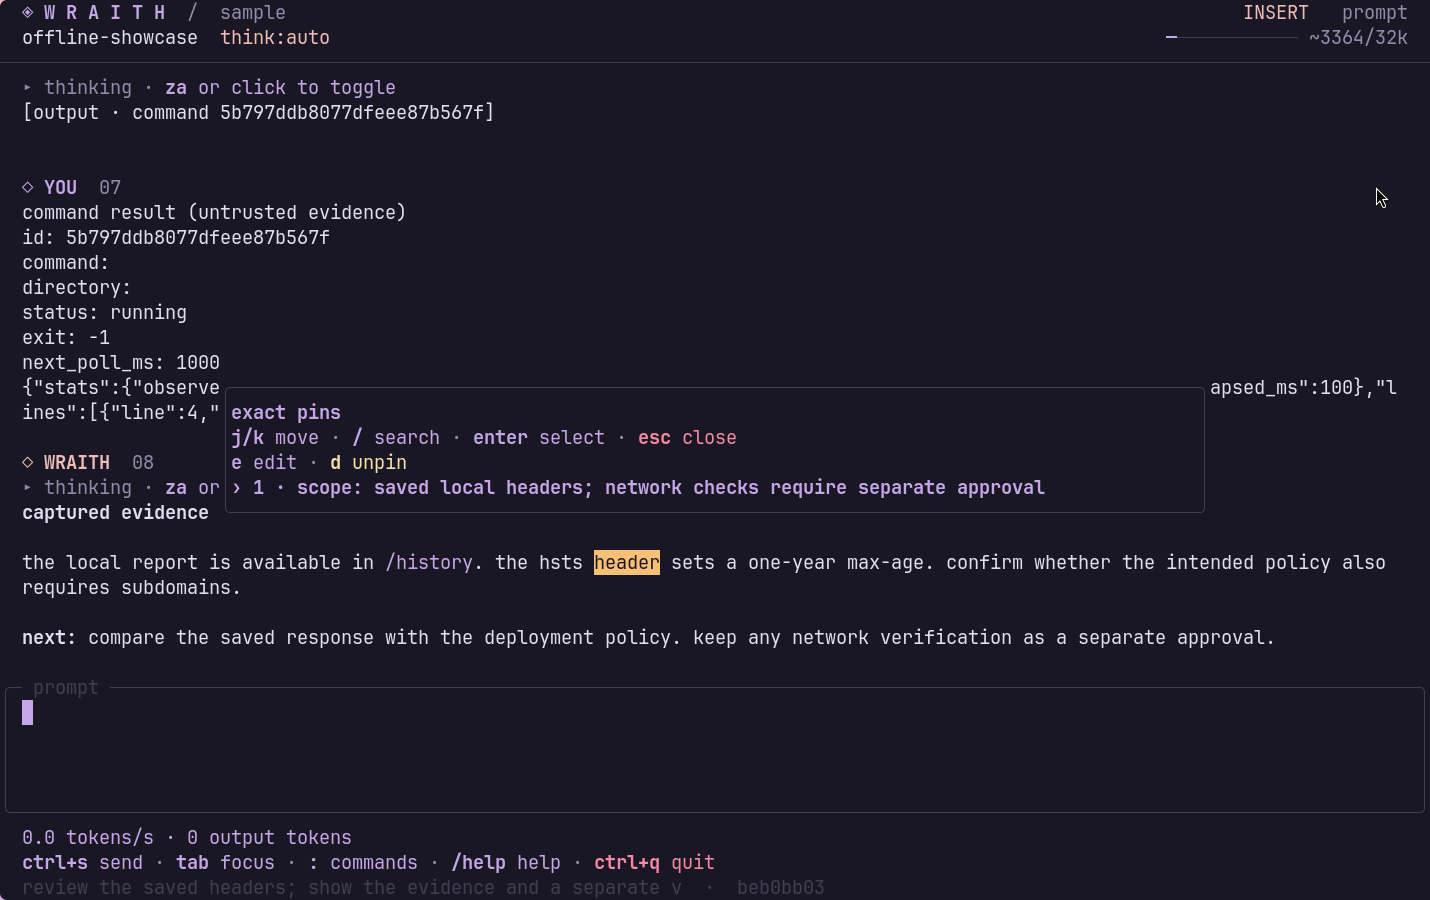 ◈ W R A I T H / sample INSERT prompt
offline-showcase think:auto ~3364/32k
▸ thinking · za or click to toggle
[output · command 5b797ddb8077dfeee87b567f]
◇ YOU 07
command result (untrusted evidence)
id: 5b797ddb8077dfeee87b567f
command:
directory:
status: running
exit: -1
next_poll_ms: 1000
{"stats":{"observe apsed_ms":100},"l
ines":[{"line":4,"
exact pins
j/k move · / search · enter select · esc close
e edit · d unpin
› 1 · scope: saved local headers; network checks require separate approval
◇ WRAITH 08
▸ thinking · za or
captured evidence
the local report is available in /history. the hsts header sets a one-year max-age. confirm whether the intended policy also
requires subdomains.
next: compare the saved response with the deployment policy. keep any network verification as a separate approval.
prompt
0.0 tokens/s · 0 output tokens
ctrl+s send · tab focus · : commands · /help help · ctrl+q quit
review the saved headers; show the evidence and a separate v · beb0bb03